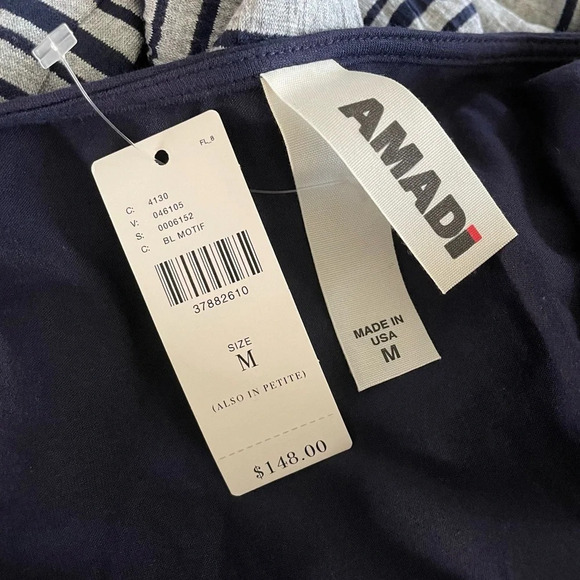 FL_8
C: 4130
V: 046105
S: 0006152
C: BL MOTIF
37882610
SIZE
M
(ALSO IN PETITE)
$148.00
AMADi
MADE IN
USA
M